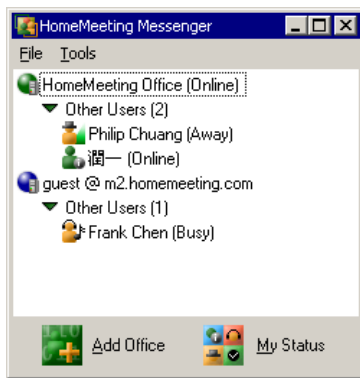 HomeMeeting Messenger
File Tools
HomeMeeting Office (Online)
Other Users (2)
Philip Chuang (Away)
潤一 (Online)
guest @ m2.homemeeting.com
Other Users (1)
Frank Chen (Busy)
Add Office My Status